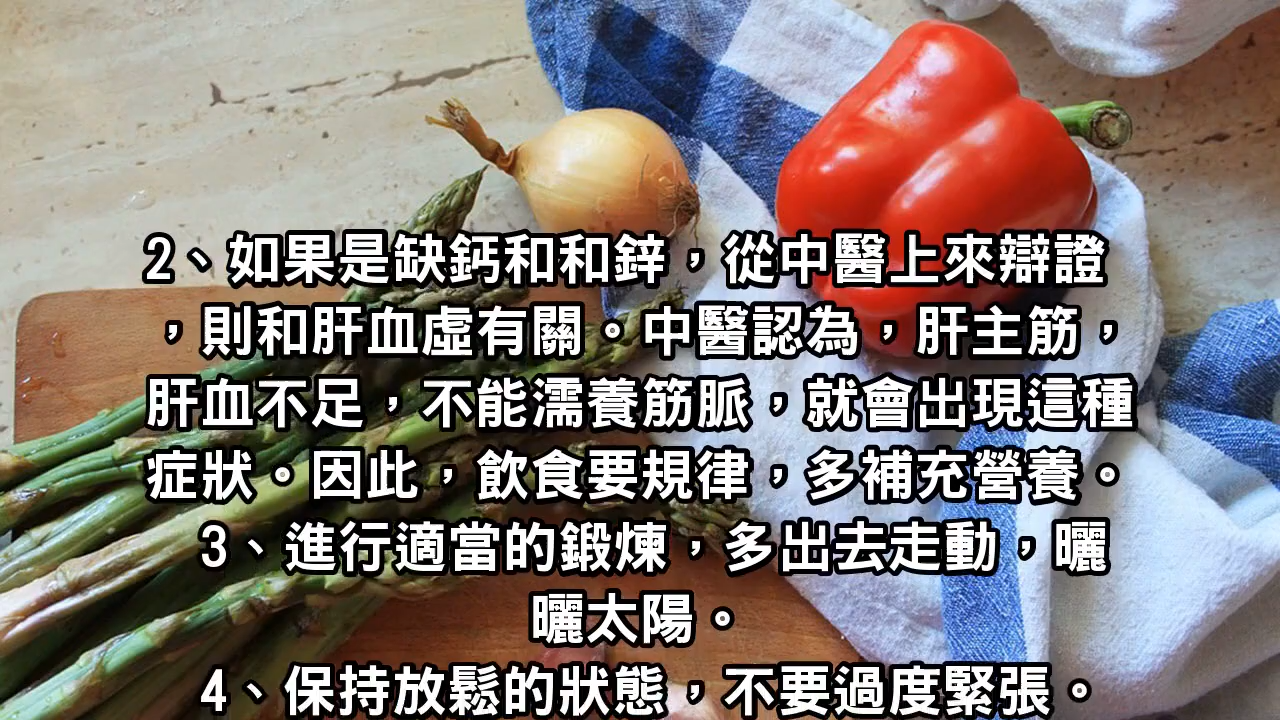 2、如果是缺鈣和和鋅，從中醫上來辯證
，則和肝血虛有關。中醫認為，肝主筋，
肝血不足，不能濡養筋脈，就會出現這種
症狀。因此，飲食要規律，多補充營養。
3、進行適當的鍛煉，多出去走動，曬
曬太陽。
4、保持放鬆的狀態，不要過度緊張。